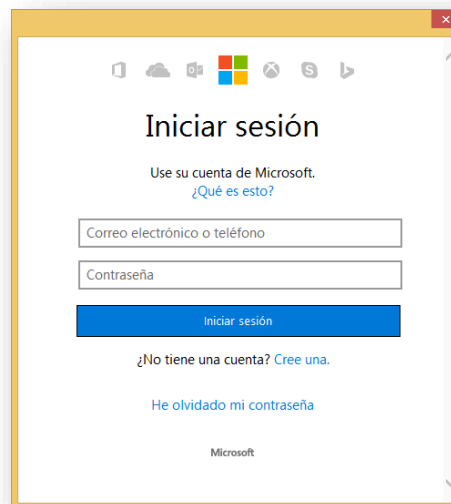 Iniciar sesión
Use su cuenta de Microsoft.
¿Qué es esto?
Correo electrónico o teléfono
Contraseña
Iniciar sesión
¿No tiene una cuenta? Cree una.
He olvidado mi contraseña
Microsoft